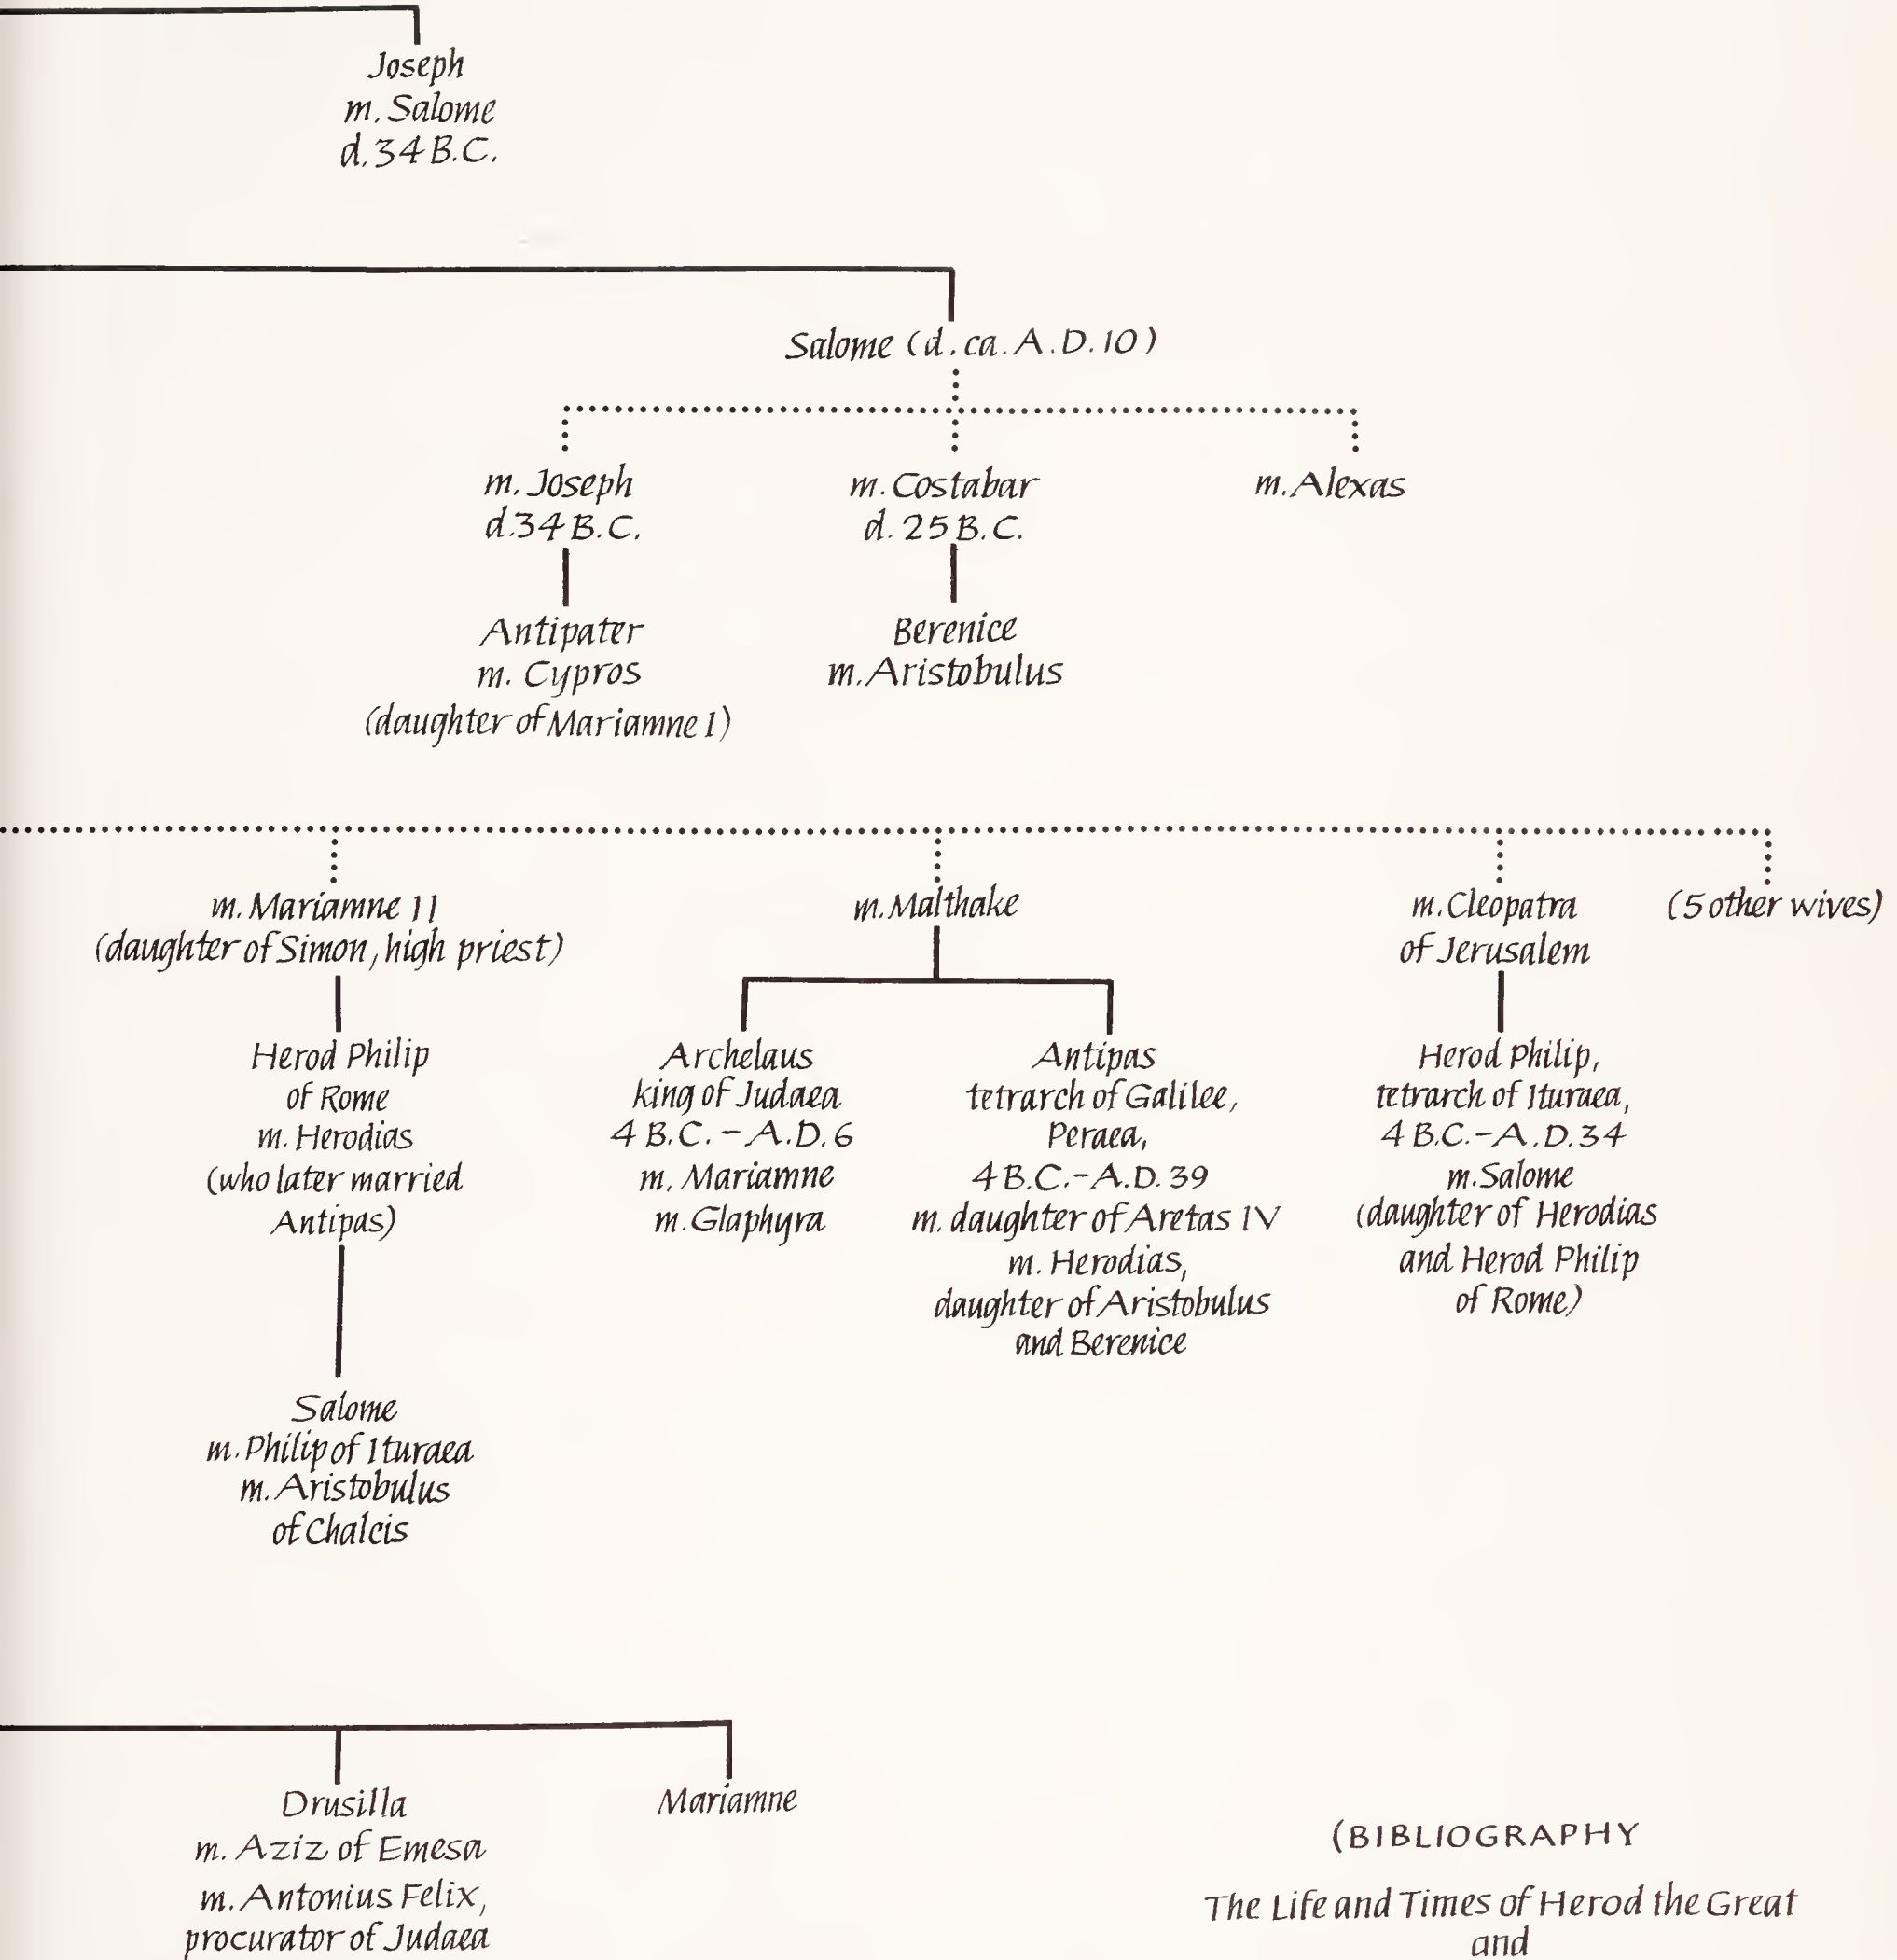 Joseph
m. Salome
d. 34 B.C.
Salome (d. ca. A.D. 10)
m. Joseph
d. 34 B.C.
m. Costabar
d. 25 B.C.
m. Alexas
Antipater
m. Cypros
(daughter of Mariamne I)
Berenice
m. Aristobulus
m. Mariamne II
(daughter of Simon, high priest)
m. Malthake
m. Cleopatra
of Jerusalem
(5 other wives)
Herod Philip
of Rome
m. Herodias
(who later married
Antipas)
Archelaus
king of Judaea
4 B.C. – A.D. 6
m. Mariamne
m. Glaphyra
Antipas
tetrarch of Galilee,
Peraea,
4 B.C. – A.D. 39
m. daughter of Aretas IV
m. Herodias,
daughter of Aristobulus
and Berenice
Herod Philip,
tetrarch of Ituraea,
4 B.C. – A.D. 34
m. Salome
(daughter of Herodias
and Herod Philip
of Rome)
Salome
m. Philip of Ituraea
m. Aristobulus
of Chalcis
Drusilla
m. Aziz of Emesa
m. Antonius Felix,
procurator of Judaea
Mariamne
(BIBLIOGRAPHY
The Life and Times of Herod the Great
and